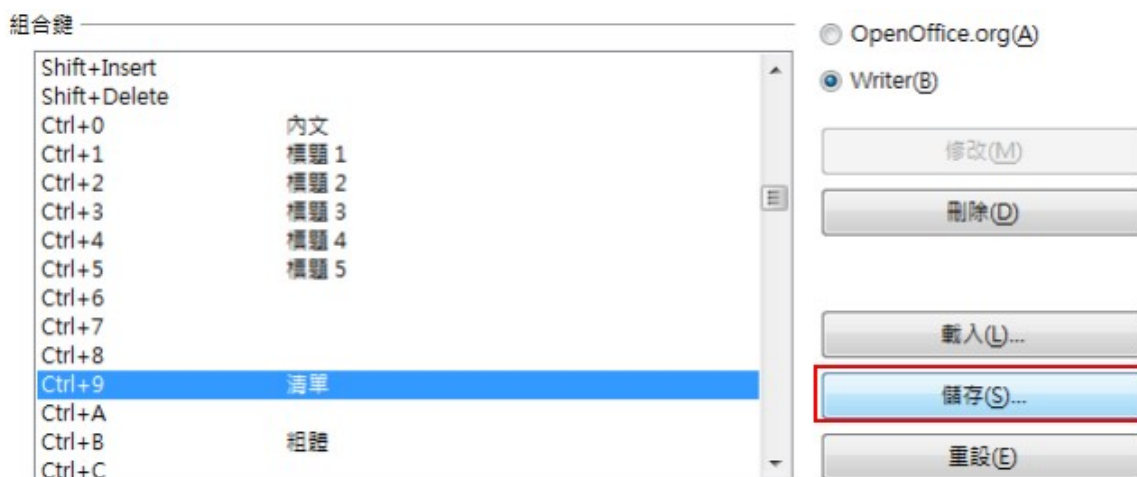 組合鍵
Shift+Insert
Shift+Delete
Ctrl+0 內文
Ctrl+1 標題 1
Ctrl+2 標題 2
Ctrl+3 標題 3
Ctrl+4 標題 4
Ctrl+5 標題 5
Ctrl+6
Ctrl+7
Ctrl+8
Ctrl+9 清單
Ctrl+A
Ctrl+B 粗體
Ctrl+C
OpenOffice.org(A)
Writer(B)
修改(M)
刪除(D)
載入(L)...
儲存(S)...
重設(E)